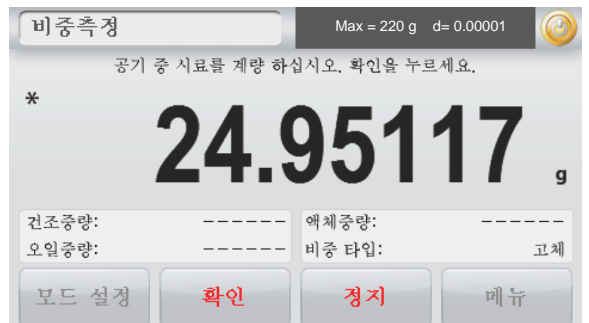 비중측정 Max = 220 g d= 0.00001
공기 중 시료를 계량 하십시오. 확인을 누르세요.
*
24.95117 g
건조중량: ------ 액체중량: ------
오일중량: ------ 비중 타입: 고체
모드 설정 확인 정지 메뉴